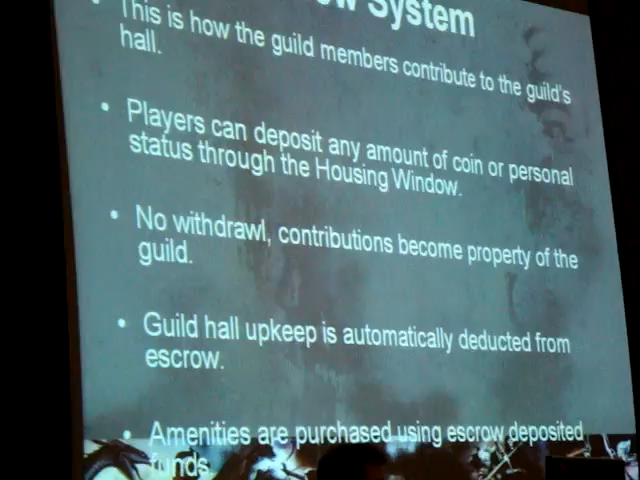 System
• This is how the guild members contribute to the guild's
hall.
• Players can deposit any amount of coin or personal
status through the Housing Window.
• No withdrawl, contributions become property of the
guild.
• Guild hall upkeep is automatically deducted from
escrow.
• Amenities are purchased using escrow deposited
funds.